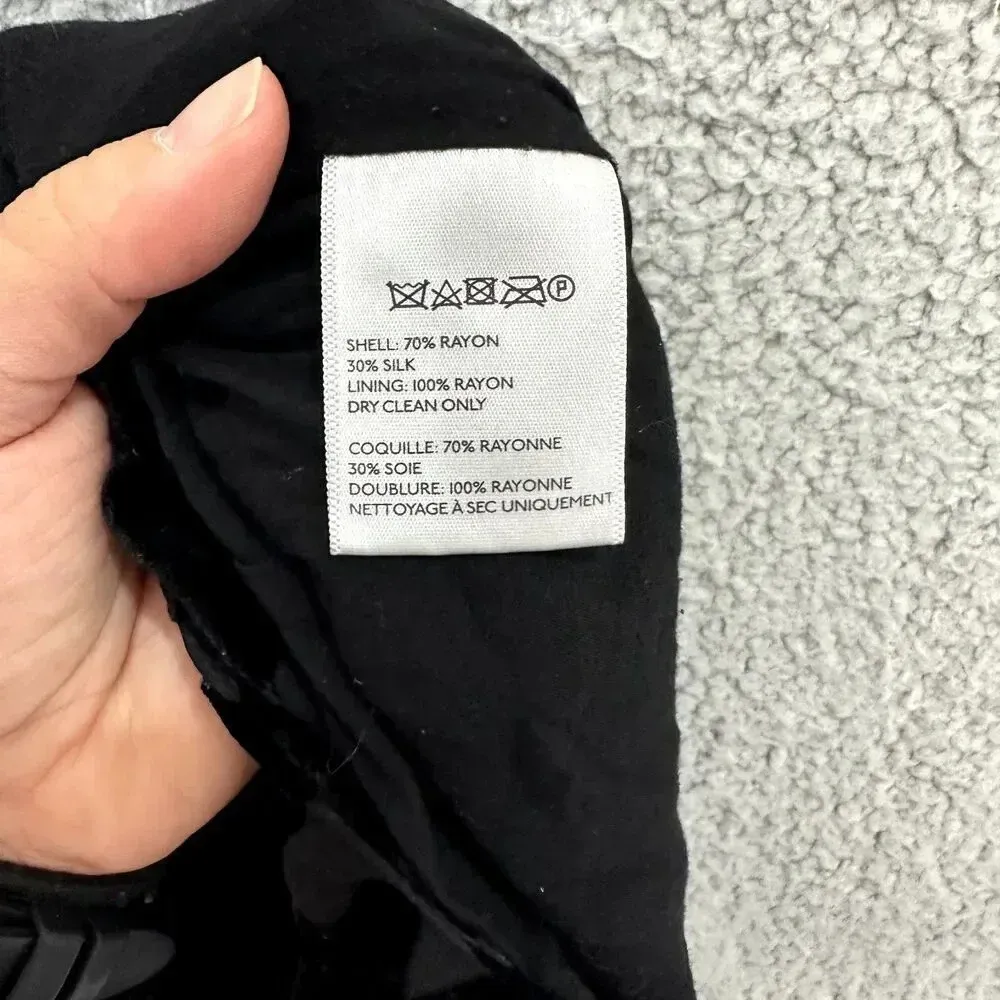 P
SHELL: 70% RAYON
30% SILK
LINING: 100% RAYON
DRY CLEAN ONLY
COQUILLE: 70% RAYONNE
30% SOIE
DOUBLURE: 100% RAYONNE
NETTOYAGE À SEC UNIQUEMENT